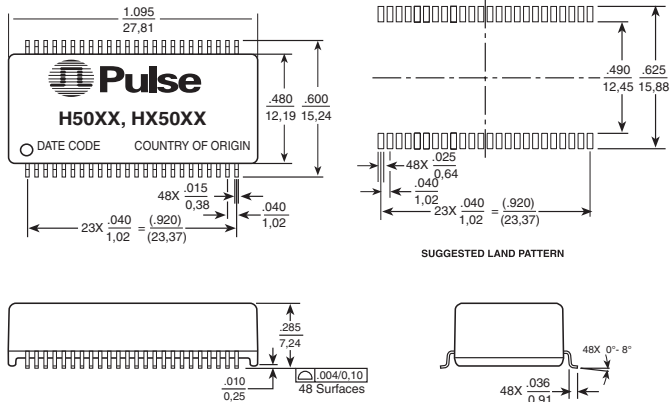 1.095
27,81
Pulse
H50XX, HX50XX
DATE CODE COUNTRY OF ORIGIN
.480
12,19
.600
15,24
48X .015
0,38
.040
1,02
23X .040 = (.920)
1,02 (23,37)
.490
12,45
.625
15,88
48X .025
0,64
.040
1,02
23X .040 = (.920)
1,02 (23,37)
SUGGESTED LAND PATTERN
.285
7,24
.010
0,25
.004/0,10
48 Surfaces
48X 0°- 8°
48X .036
0,91